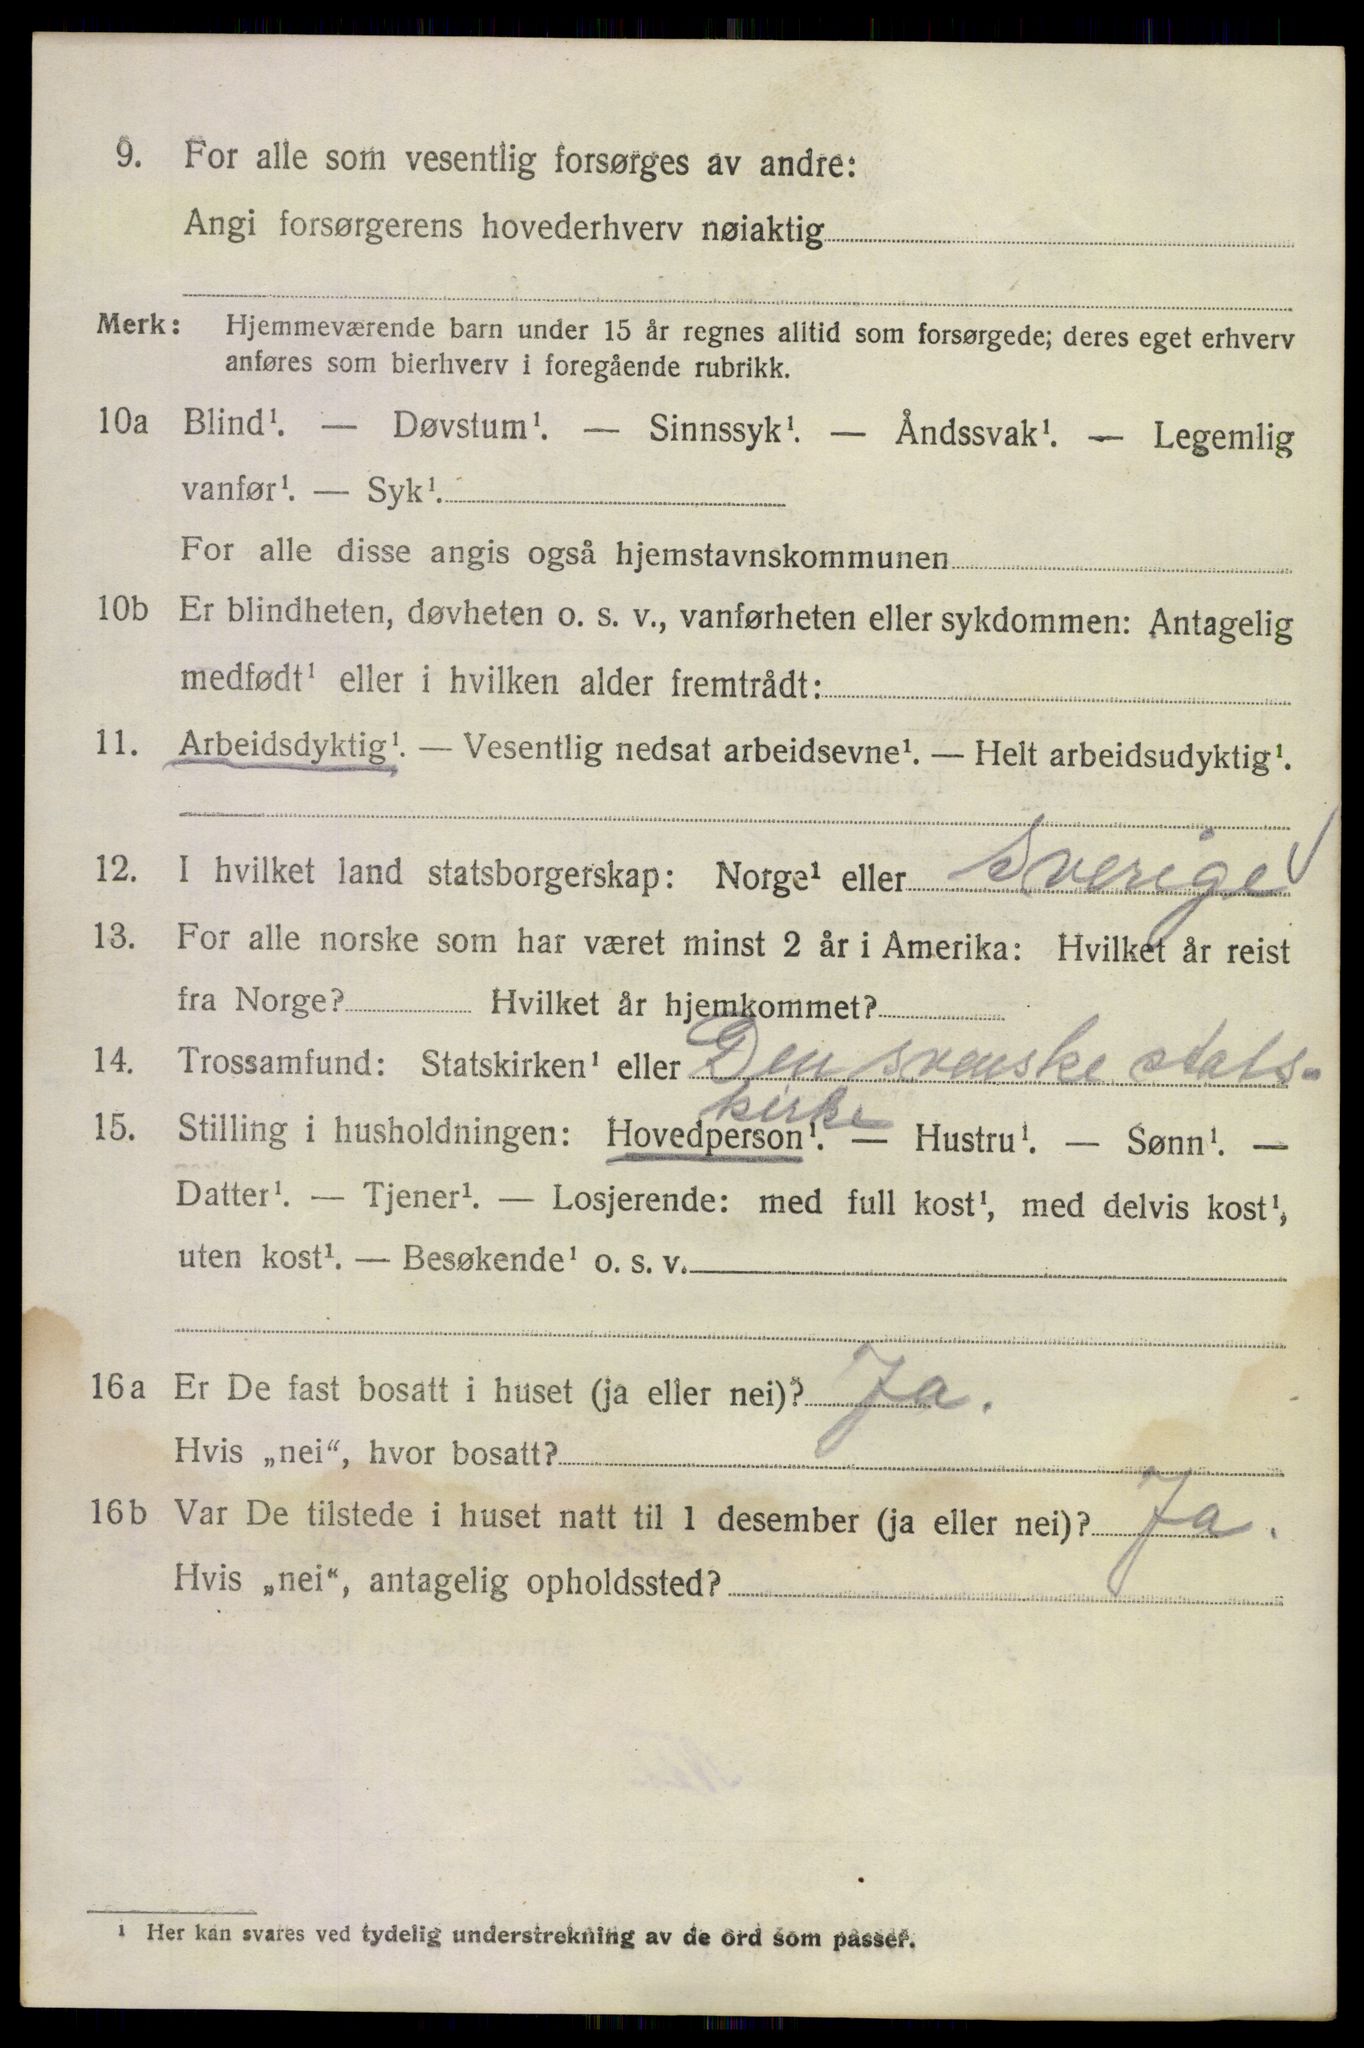 9. For alle som vesentlig forsørges av andre:
Angi forsørgerens hovederhverv nøiaktig
Merk: Hjemmeværende barn under 15 år regnes alltid som forsørgede; deres eget erhverv
anføres som bierhverv i foregående rubrikk.
10a Blind¹. — Døvstum¹. — Sinnssyk¹. — Åndssvak¹. — Legemlig
vanfør¹. — Syk¹.
For alle disse angis også hjemstavnskommunen
10b Er blindheten, døvheten o. s. v., vanførheten eller sykdommen: Antagelig
medfødt¹ eller i hvilken alder fremtrådt:
11. Arbeidsdyktig¹. — Vesentlig nedsat arbeidsevne¹. — Helt arbeidsudyktig¹.
12. I hvilket land statsborgerskap: Norge¹ eller Sverige √
13. For alle norske som har været minst 2 år i Amerika: Hvilket år reist
fra Norge? Hvilket år hjemkommet?
14. Trossamfund: Statskirken¹ eller Den svenske stats-
kirke
15. Stilling i husholdningen: Hovedperson¹. — Hustru¹. — Sønn¹. —
Datter¹. — Tjener¹. — Losjerende: med full kost¹, med delvis kost¹,
uten kost¹. — Besøkende¹ o. s. v.
16a Er De fast bosatt i huset (ja eller nei)? Ja.
Hvis „nei“, hvor bosatt?
16b Var De tilstede i huset natt til 1 desember (ja eller nei)? Ja.
Hvis „nei“, antagelig opholdssted?
¹ Her kan svares ved tydelig understrekning av de ord som passer.